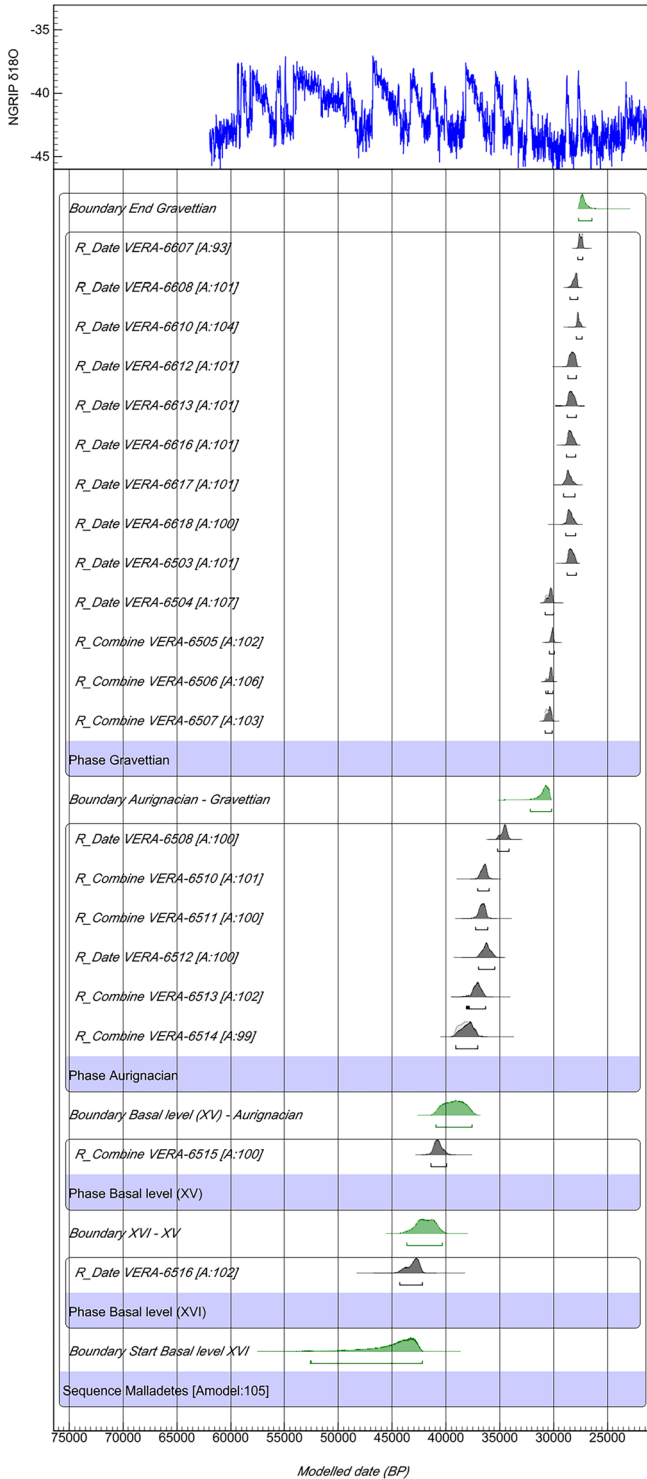 NGRIP δ18O
-33
-40
-45
Boundary End Gravettian
R_Date VERA-6607 [A:93]
R_Date VERA-6608 [A:101]
R_Date VERA-6610 [A:104]
R_Date VERA-6612 [A:101]
R_Date VERA-6613 [A:101]
R_Date VERA-6616 [A:101]
R_Date VERA-6617 [A:101]
R_Date VERA-6618 [A:100]
R_Date VERA-6503 [A:101]
R_Date VERA-6504 [A:107]
R_Combine VERA-6505 [A:102]
R_Combine VERA-6506 [A:106]
R_Combine VERA-6507 [A:103]
Phase Gravettian
Boundary Aurignacian - Gravettian
R_Date VERA-6508 [A:100]
R_Combine VERA-6510 [A:101]
R_Combine VERA-6511 [A:100]
R_Date VERA-6512 [A:100]
R_Combine VERA-6513 [A:102]
R_Combine VERA-6514 [A:99]
Phase Aurignacian
Boundary Basal level (XV) - Aurignacian
R_Combine VERA-6515 [A:100]
Phase Basal level (XV)
Boundary XVI - XV
R_Date VERA-6516 [A:102]
Phase Basal level (XVI)
Boundary Start Basal level XVI
Sequence Malladetes [Amodel:105]
75000 70000 65000 60000 55000 50000 45000 40000 35000 30000 25000
Modelled date (BP)